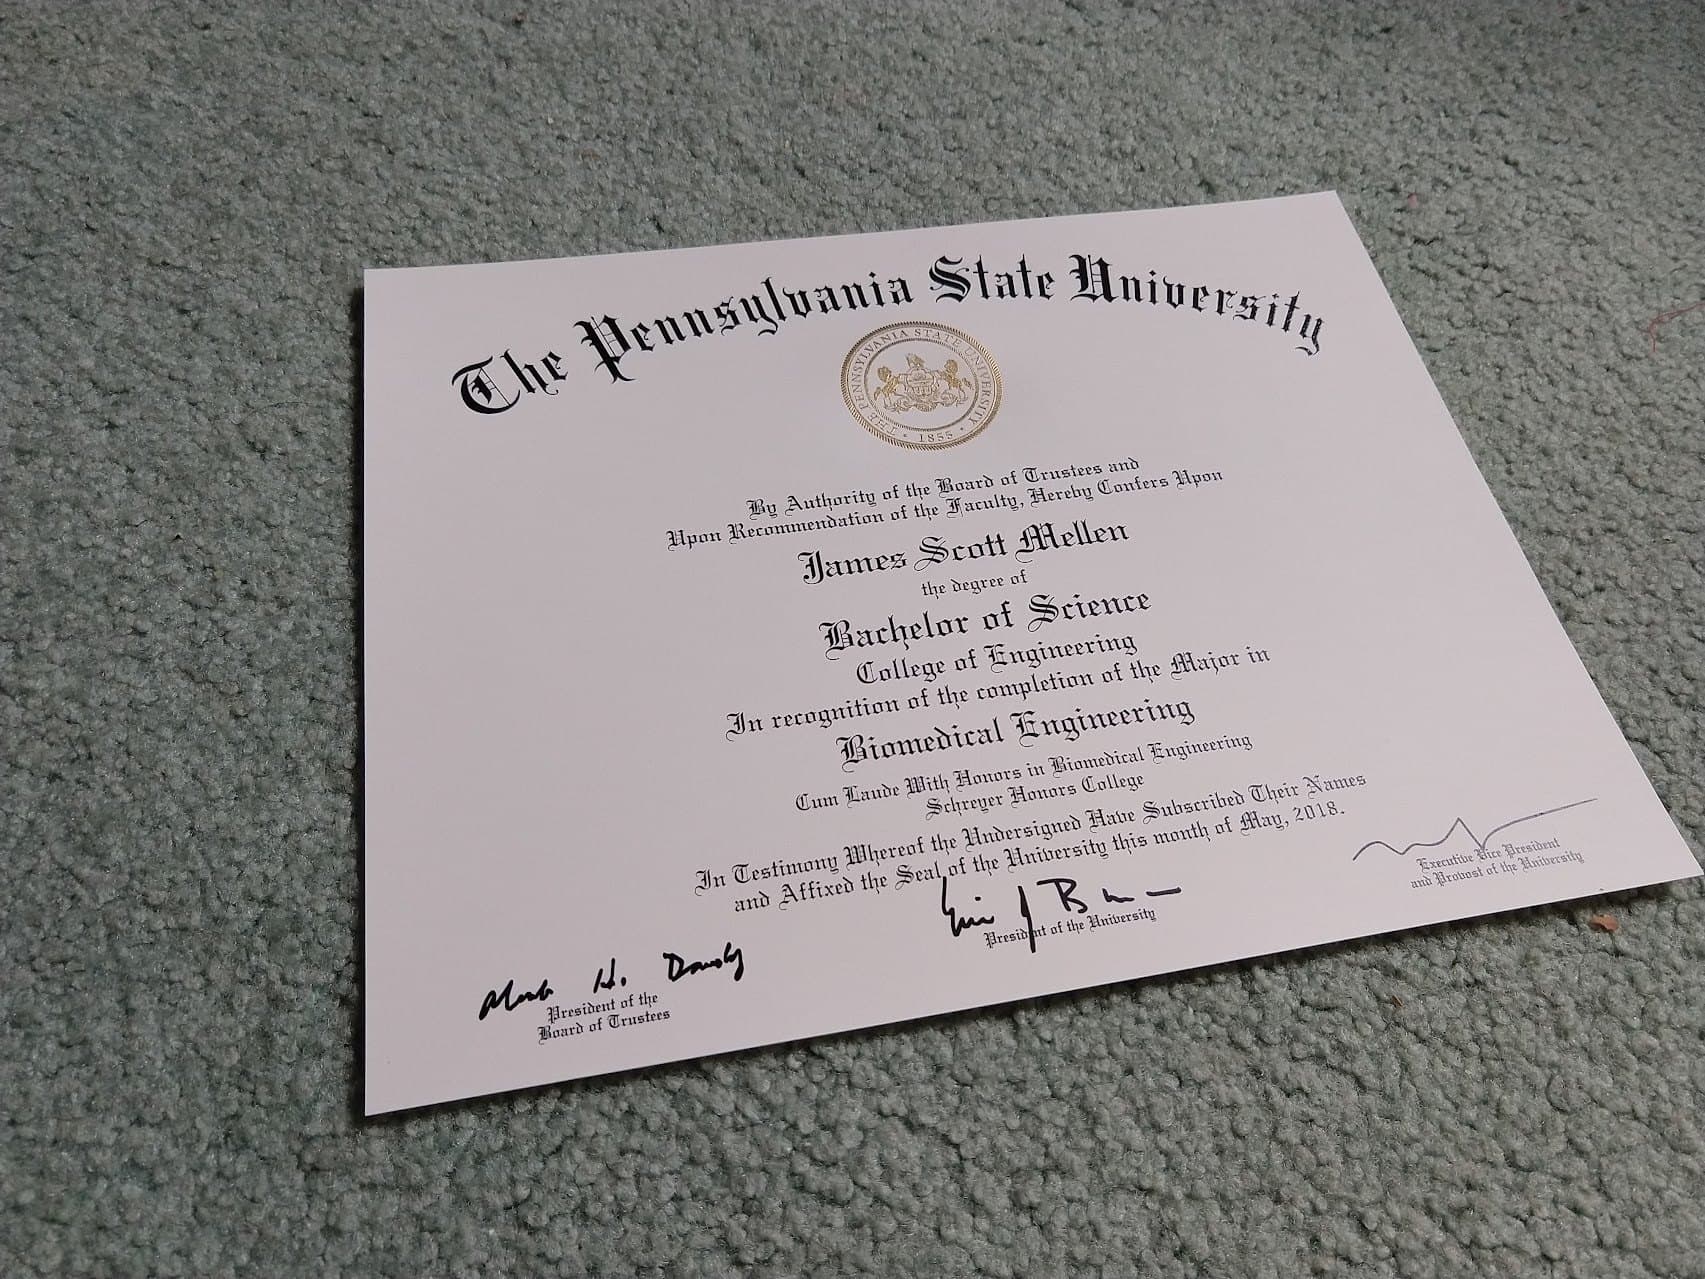 The Pennsylvania State University
THE PENNSYLVANIA STATE UNIVERSITY
1855
By Authority of the Board of Trustees and
Upon Recommendation of the Faculty, Hereby Confers Upon
James Scott Mellen
the degree of
Bachelor of Science
College of Engineering
In recognition of the completion of the Major in
Biomedical Engineering
Cum Laude With Honors in Biomedical Engineering
Schreyer Honors College
In Testimony Whereof the Undersigned Have Subscribed Their Names
and Affixed the Seal of the University this month of May, 2018.
Executive Vice President
and Provost of the University
President of the University
President of the
Board of Trustees